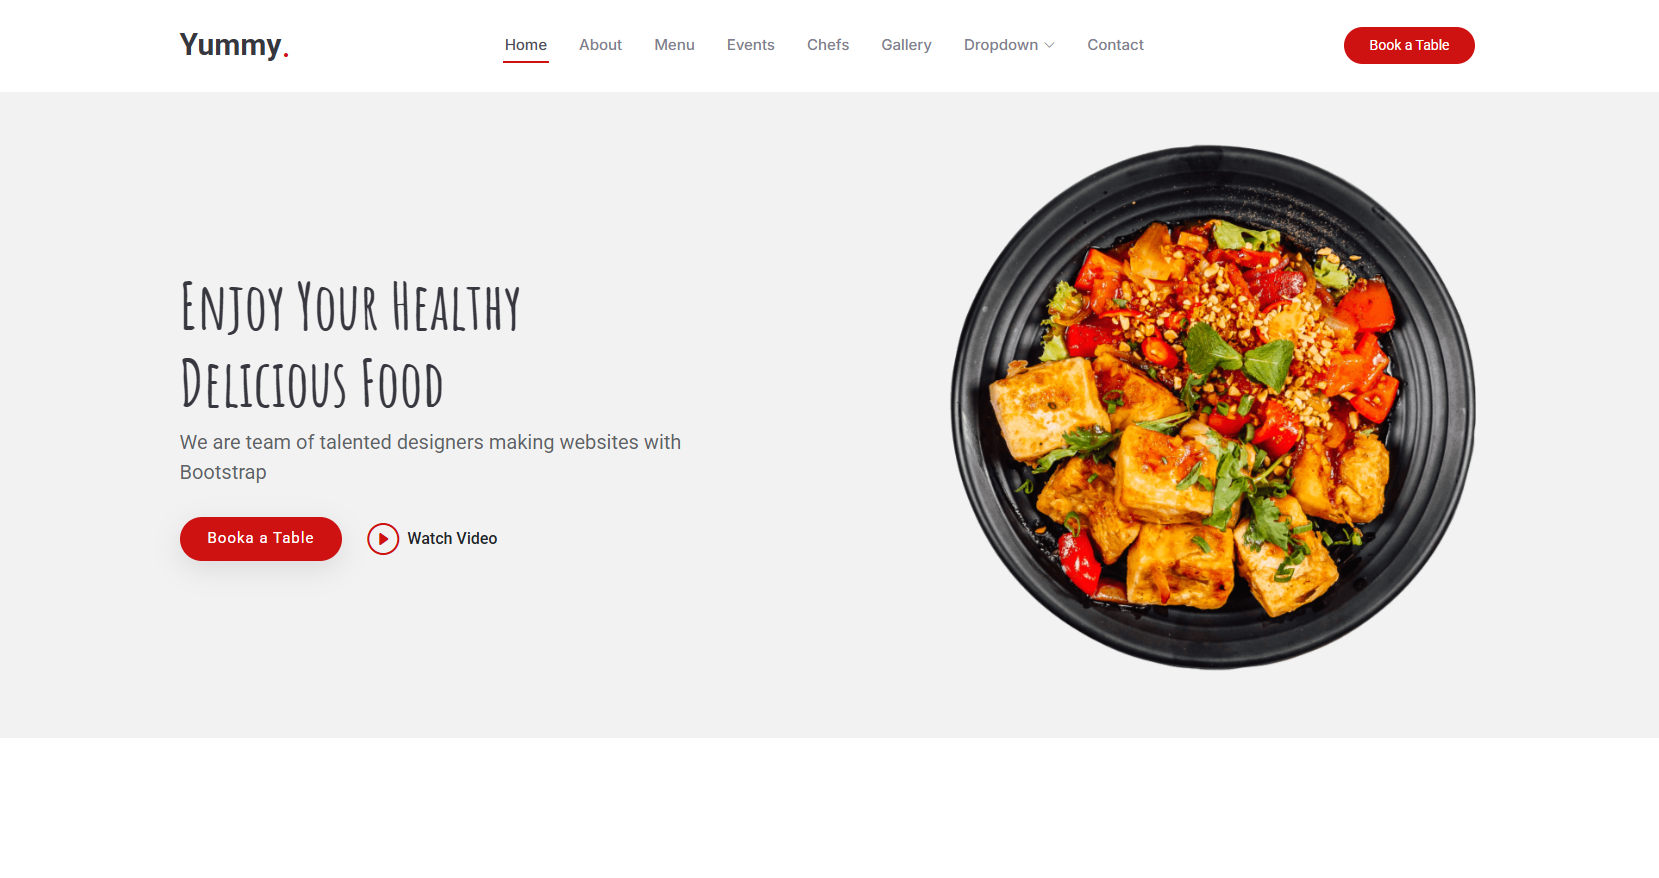 Yummy.
Home About Menu Events Chefs Gallery Dropdown Contact
Book a Table
Enjoy Your Healthy
Delicious Food
We are team of talented designers making websites with
Bootstrap
Booka a Table
Watch Video